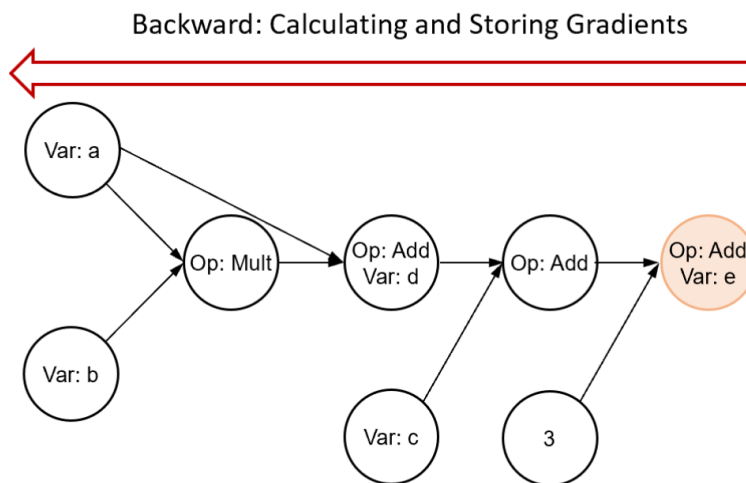 Backward: Calculating and Storing Gradients
Var: a
Op: Mult
Op: Add
Var: d
Op: Add
Op: Add
Var: e
Var: b
Var: c
3